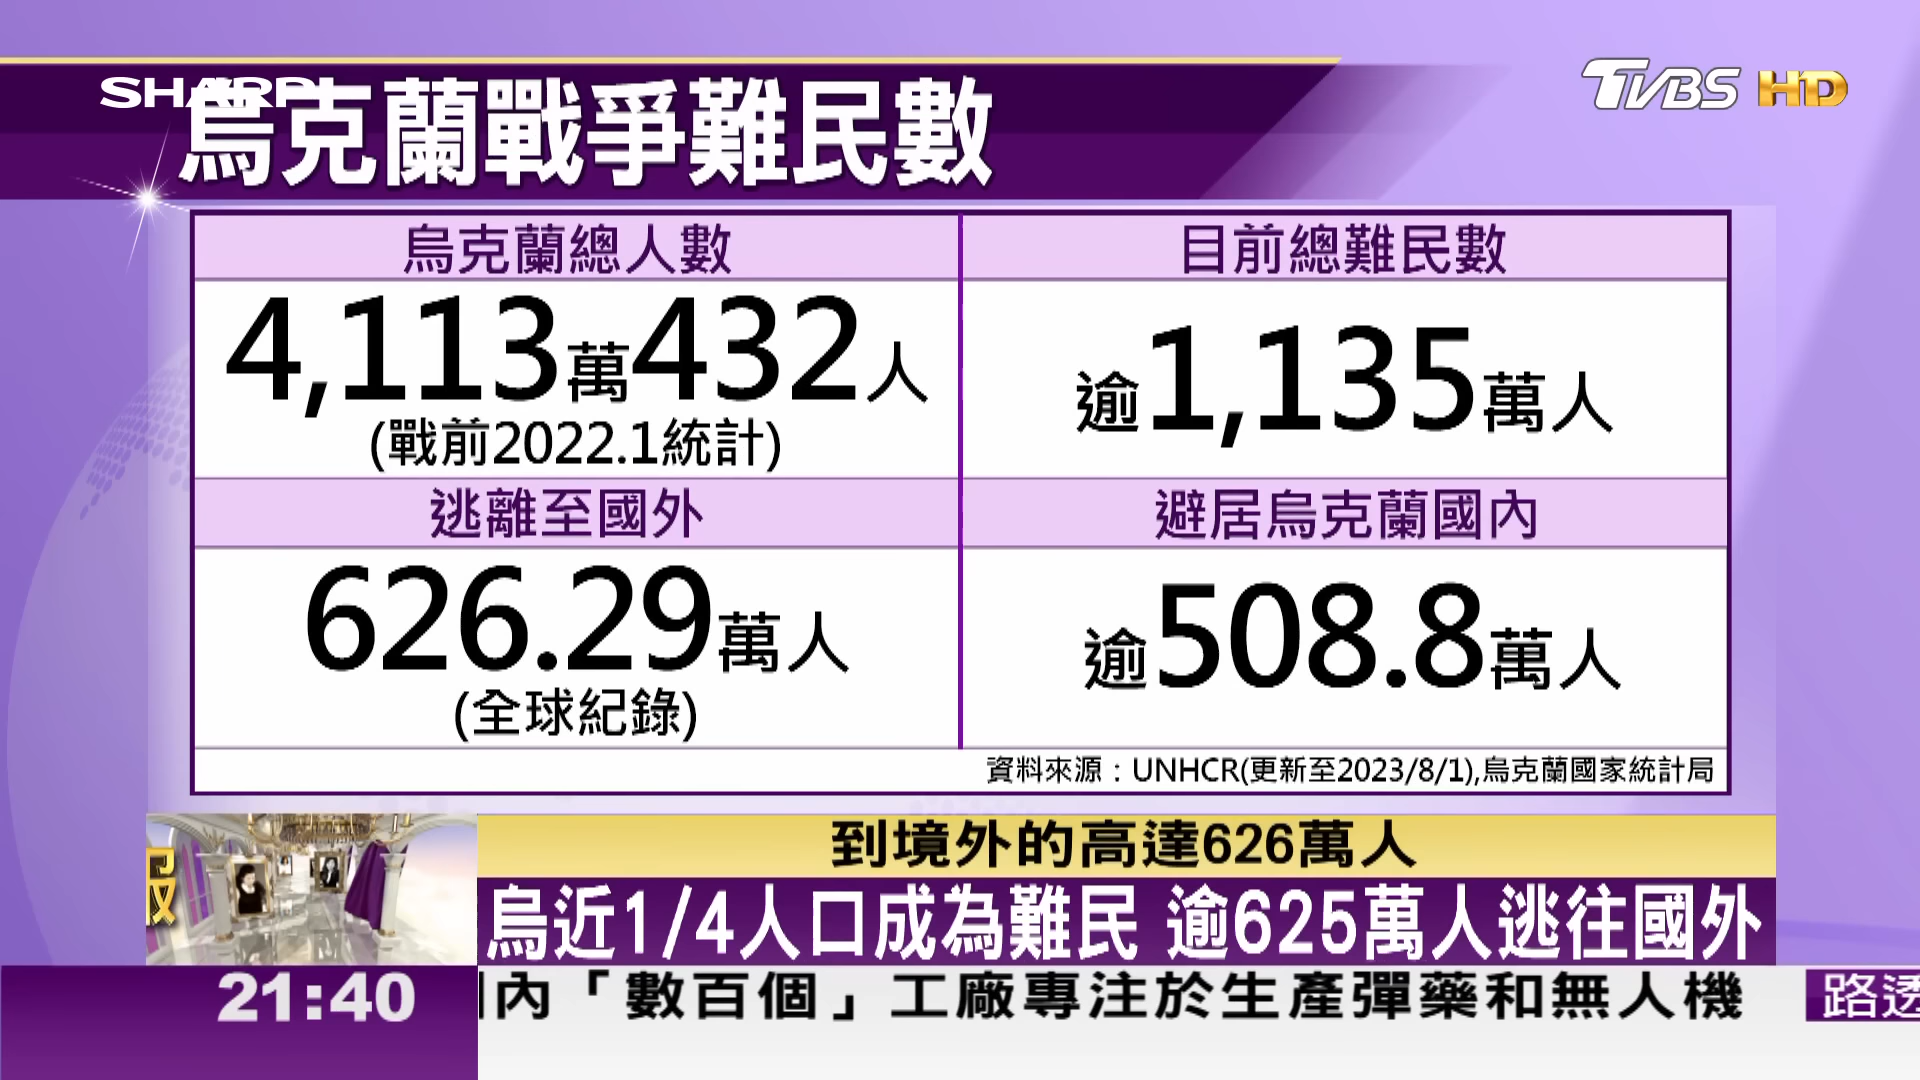 SHARP
TVBS HD
烏克蘭戰爭難民數
烏克蘭總人數
目前總難民數
4,113萬432人
(戰前2022.1統計)
逾1,135萬人
逃離至國外
避居烏克蘭國內
626.29萬人
(全球紀錄)
逾508.8萬人
資料來源：UNHCR(更新至2023/8/1),烏克蘭國家統計局
到境外的高達626萬人
烏近1/4人口成為難民 逾625萬人逃往國外
21:40
內「數百個」工廠專注於生產彈藥和無人機
路透